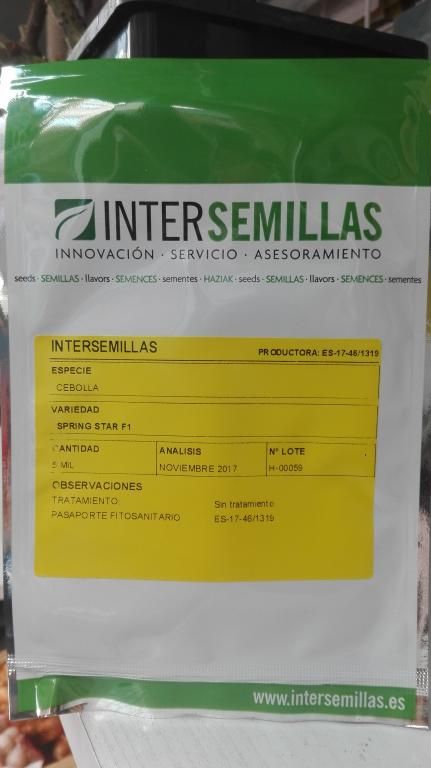 INTERSEMILLAS
INNOVACIÓN · SERVICIO · ASESORAMIENTO
seeds · SEMILLAS · llavors · SEMENCES · sementes · HAZIAK · seeds · SEMILLAS · llavors · SEMENCES · sementes
INTERSEMILLAS PRODUCTORA: ES-17-46/1319
ESPECIE
CEBOLLA
VARIEDAD
SPRING STAR F1
CANTIDAD ANALISIS Nº LOTE
5 MIL NOVIEMBRE 2017 H-00059
OBSERVACIONES
TRATAMIENTO Sin tratamiento
PASAPORTE FITOSANITARIO ES-17-46/1319
www.intersemillas.es